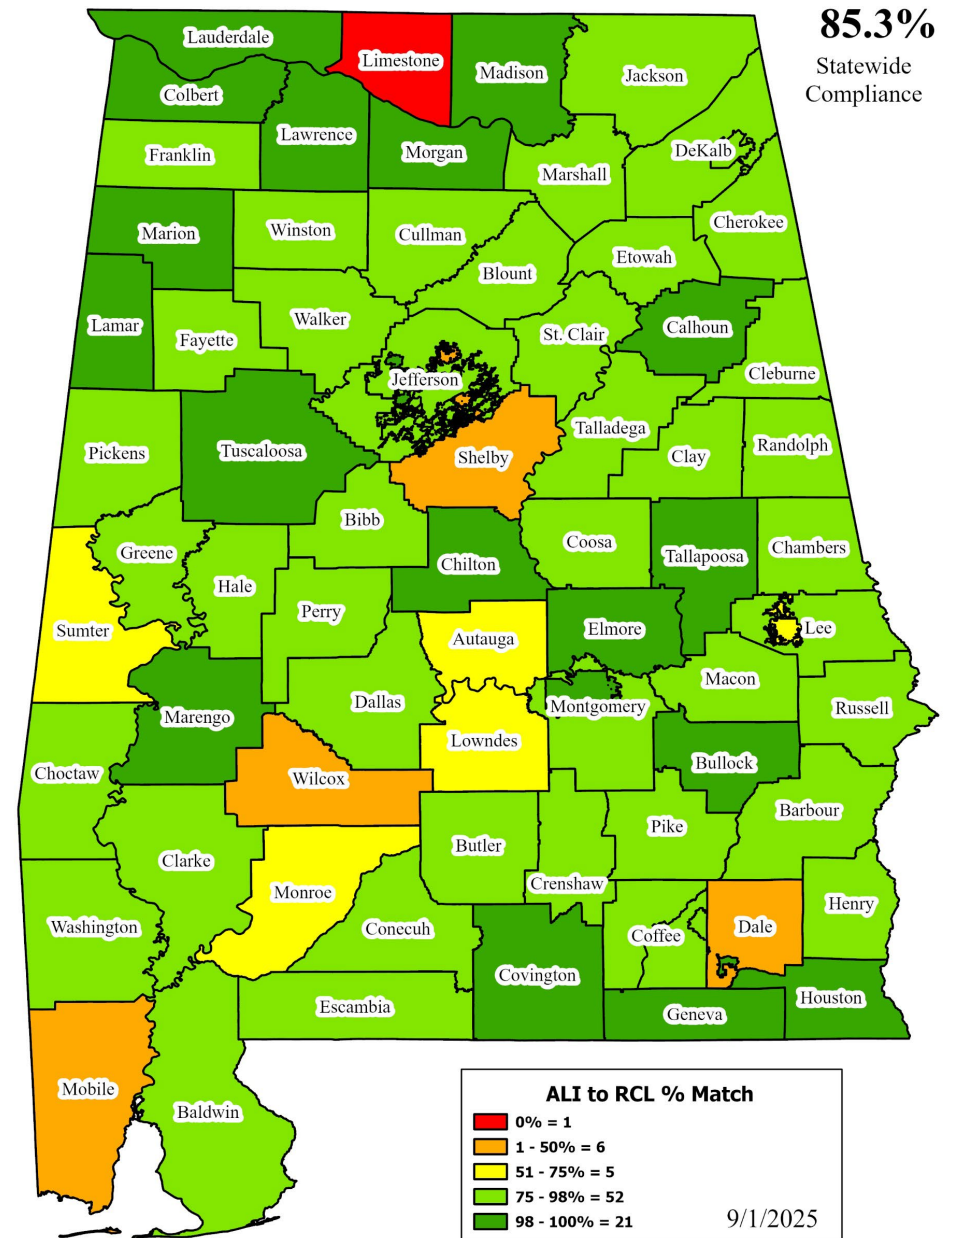 85.3%
Statewide
Compliance
Lauderdale
Limestone
Madison
Jackson
Colbert
Lawrence
Morgan
DeKalb
Franklin
Marshall
Marion
Winston
Cullman
Cherokee
Blount
Etowah
Lamar
Fayette
Walker
St. Clair
Calhoun
Jefferson
Cleburne
Pickens
Tuscaloosa
Shelby
Talladega
Clay
Randolph
Bibb
Greene
Hale
Chilton
Coosa
Tallapoosa
Chambers
Perry
Sumter
Autauga
Elmore
Lee
Marengo
Dallas
Montgomery
Macon
Russell
Choctaw
Wilcox
Lowndes
Bullock
Clarke
Butler
Pike
Barbour
Crenshaw
Monroe
Washington
Conecuh
Coffee
Dale
Henry
Covington
Escambia
Geneva
Houston
Mobile
Baldwin
ALI to RCL % Match
0% = 1
1 - 50% = 6
51 - 75% = 5
75 - 98% = 52
98 - 100% = 21
9/1/2025